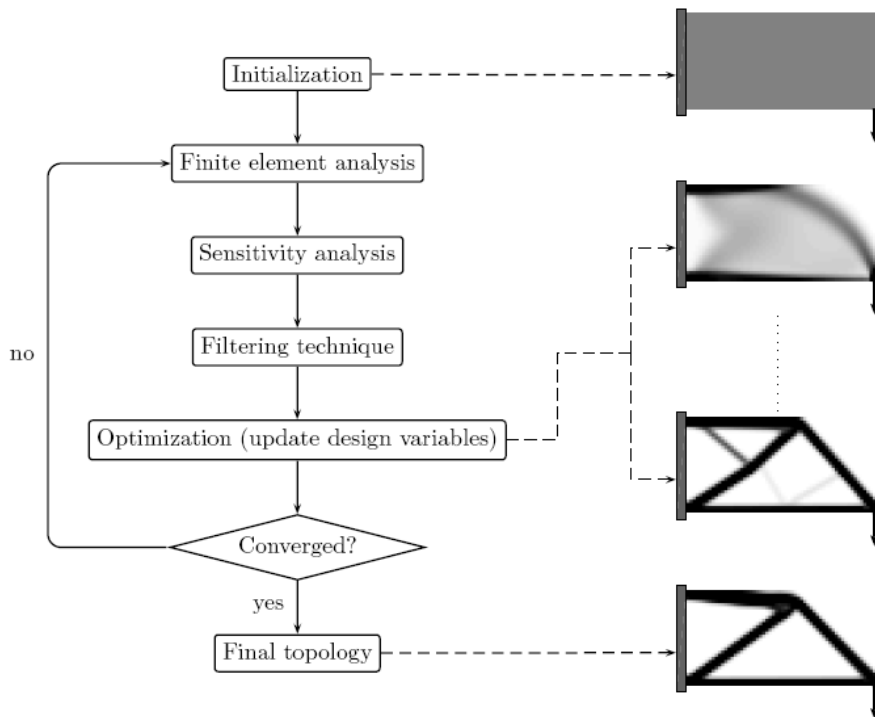 Initialization
Finite element analysis
Sensitivity analysis
Filtering technique
no
Optimization (update design variables)
Converged?
yes
Final topology